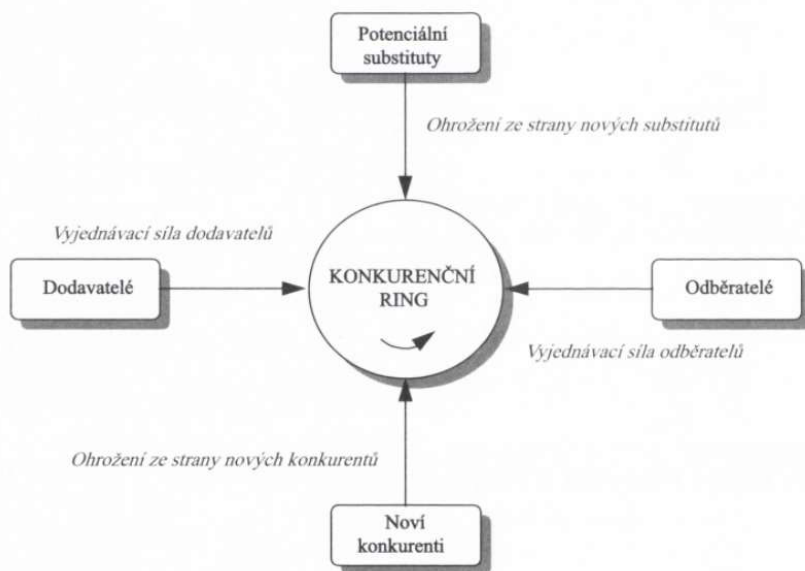 Potenciální
substituty
Ohrožení ze strany nových substitutů
Vyjednávací síla dodavatelů
Dodavatelé
KONKURENČNÍ
RING
Odběratelé
Vyjednávací síla odběratelů
Ohrožení ze strany nových konkurentů
Noví
konkurenti